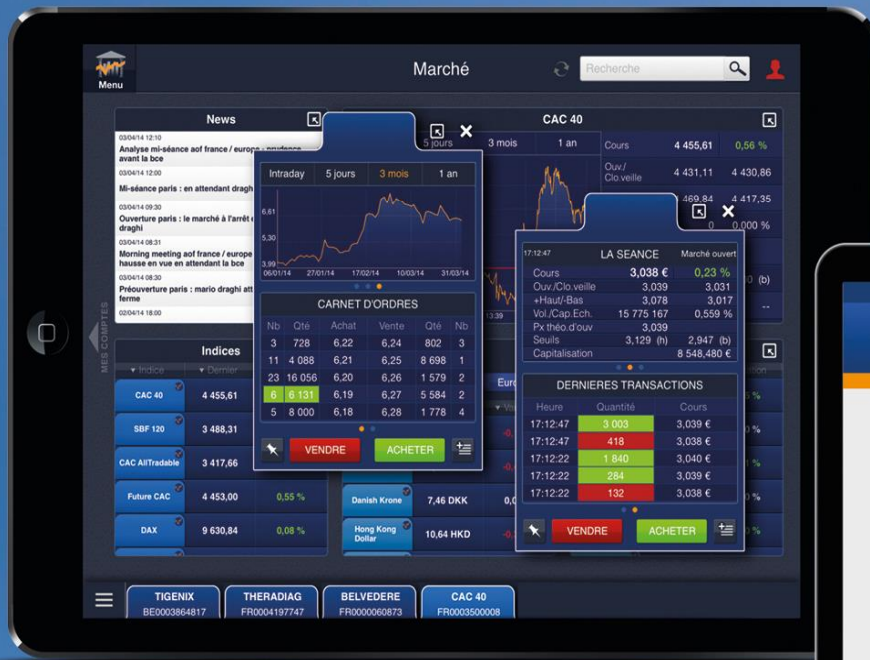 Menu
Marché
Recherche
News
03/04/14 12:10
Analyse mi-séance aof france / europe - prudence
avant la bce
03/04/14 12:00
Mi-séance paris : en attendant dragh
03/04/14 09:30
Ouverture paris : le marché à l'arrêt
draghi
03/04/14 08:31
Morning meeting aof france / europe
hausse en vue en attendant la bce
03/04/14 08:30
Préouverture paris : mario draghi att
ferme
02/04/14 18:00
CAC 40
5 jours 3 mois 1 an
Cours 4 455,61 0,56 %
Ouv./
Clo.veille 4 431,11 4 430,86
469,84 4 417,35
0 0,000 %
(b)
--
13:39
Intraday 5 jours 3 mois 1 an
6,61
5,30
3,99
06/01/14 27/01/14 17/02/14 10/03/14 31/03/14
CARNET D'ORDRES
Nb Qté Achat Vente Qté Nb
3 728 6,22 6,24 802 3
11 4 088 6,21 6,25 8 698 1
23 16 056 6,20 6,26 1 579 2
6 6 131 6,19 6,27 5 584 2
5 8 000 6,18 6,28 1 778 4
VENDRE ACHETER
17:12:47 LA SEANCE Marché ouvert
Cours 3,038 € 0,23 %
Ouv./Clo.veille 3,039 3,031
+Haut/-Bas 3,078 3,017
Vol./Cap.Ech. 15 775 167 0,559 %
Px théo.d'ouv 3,039
Seuils 3,129 (h) 2,947 (b)
Capitalisation 8 548,480 €
DERNIERES TRANSACTIONS
Heure Quantité Cours
17:12:47 3 003 3,039 €
17:12:47 418 3,038 €
17:12:22 1 840 3,040 €
17:12:22 284 3,039 €
17:12:22 132 3,038 €
VENDRE ACHETER
MES COMPTES
Indices
Indice Dernier
CAC 40 4 455,61
SBF 120 3 488,31
CAC AllTradable 3 417,66
Future CAC 4 453,00 0,55 %
DAX 9 630,84 0,08 %
Danish Krone 7,46 DKK
Hong Kong
Dollar 10,64 HKD
TIGENIX
BE0003864817
THERADIAG
FR0004197747
BELVEDERE
FR0000060873
CAC 40
FR0003500008